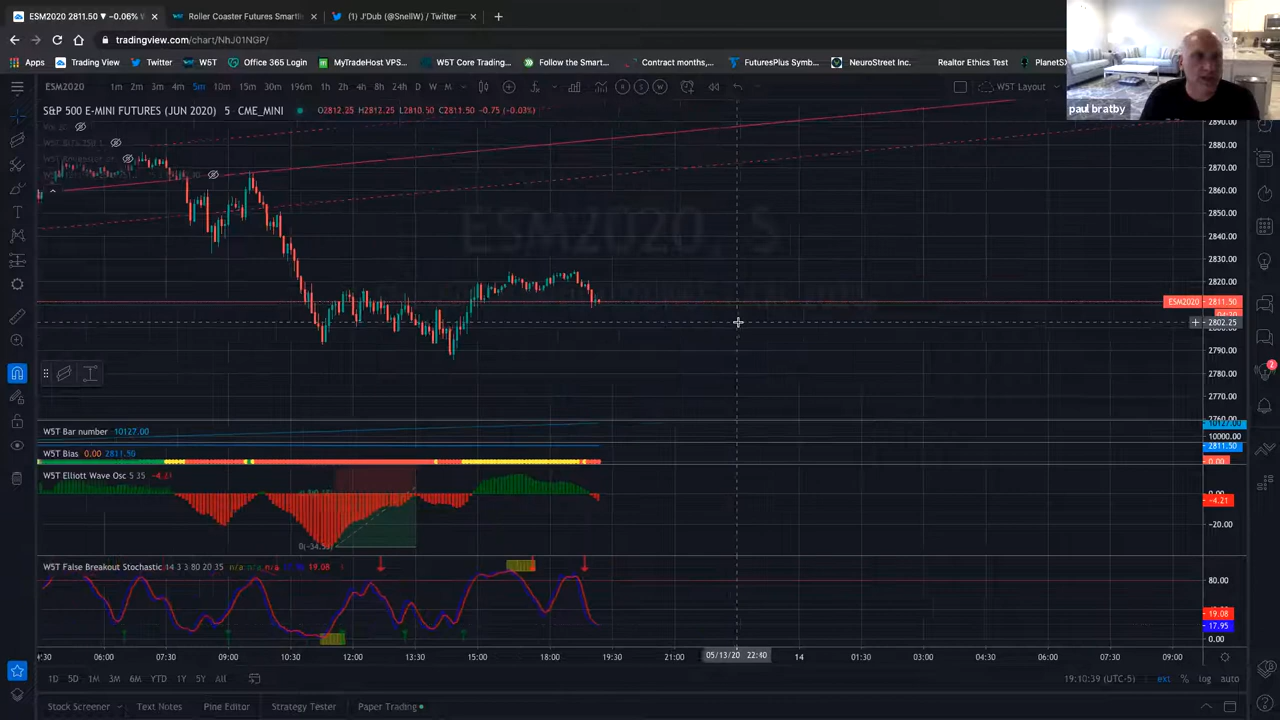 ESM2020 2811.50 ▼ −0.06% W5T
Roller Coaster Futures Smartli
(1) J'Dub (@SnellW) / Twitter
tradingview.com/chart/NhJ01NGP/
Apps
Trading View
Twitter
W5T
Office 365 Login
MyTradeHost
Contract months,...
FuturesPlus Symb...
NeuroStreet Inc.
Realtor Ethics Test
paul bratby
ESM2020
1m 2m 3m 4m 5m 10m 15m 30m 1h 2h 4h 12m 24m D W M
196m
W5T Layout
S&P 500 E-MINI FUTURES (JUN 2020) 5 CME_MINI
O2812.25 H2812.25 L2810.50 C2811.50 −0.75 (−0.03%)
2890.00
2880.00
2870.00
2860.00
2850.00
2840.00
2830.00
2820.00
ESM2020 2811.50
04:20
2802.25
2790.00
2780.00
2770.00
2760.00
ESM2020 5
W5T Bar number 10127.00
10127.00
10000.00
W5T Bias 0.00 2811.50
2811.50
0.00
W5T Elliott Wave Osc 5 35 −4.21
−4.21
−20.00
W5T False Breakout Stochastic 14 3 3 80 20 35 n/a n/a n/a 19.08
80.00
19.08
17.95
0.00
06:00 07:30 09:00 10:30 12:00 13:30 15:00 18:00 19:30 21:00 05/13/20 22:40 14 01:30 03:00 04:30 06:00 07:30 09:00
1D 5D 1M 3M 6M YTD 1Y 5Y All
19:10:39 (UTC-5) ext % log auto
Stock Screener Text Notes Pine Editor Strategy Tester Paper Trading